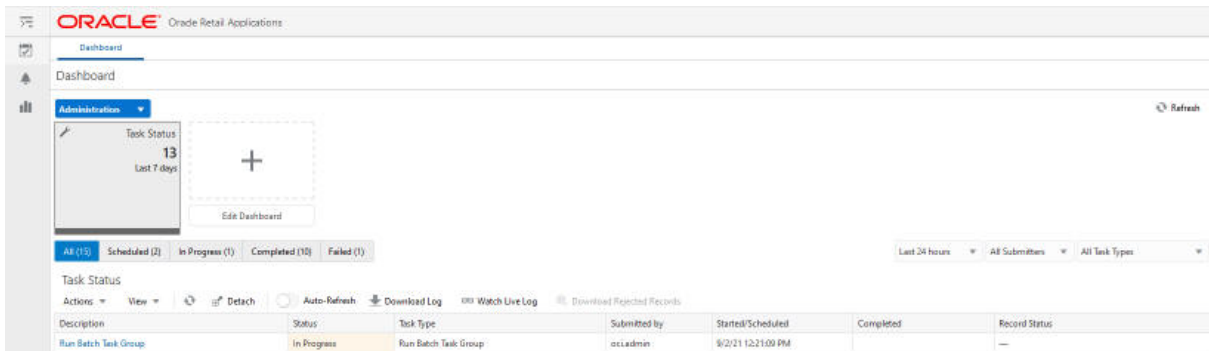 ORACLE® Oracle Retail Applications
Dashboard
Dashboard
Administration
Refresh
Task Status
13
Last 7 days
Edit Dashboard
All (15) Scheduled (2) In Progress (1) Completed (10) Failed (1) Last 24 hours All Submitters All Task Types
Task Status
Actions View Detach Auto-Refresh Download Log Watch Live Log Download Rejected Records
Description Status Task Type Submitted by Started/Scheduled Completed Record Status
Run Batch Task Group In Progress Run Batch Task Group oci.admin 9/2/21 12:21:09 PM —